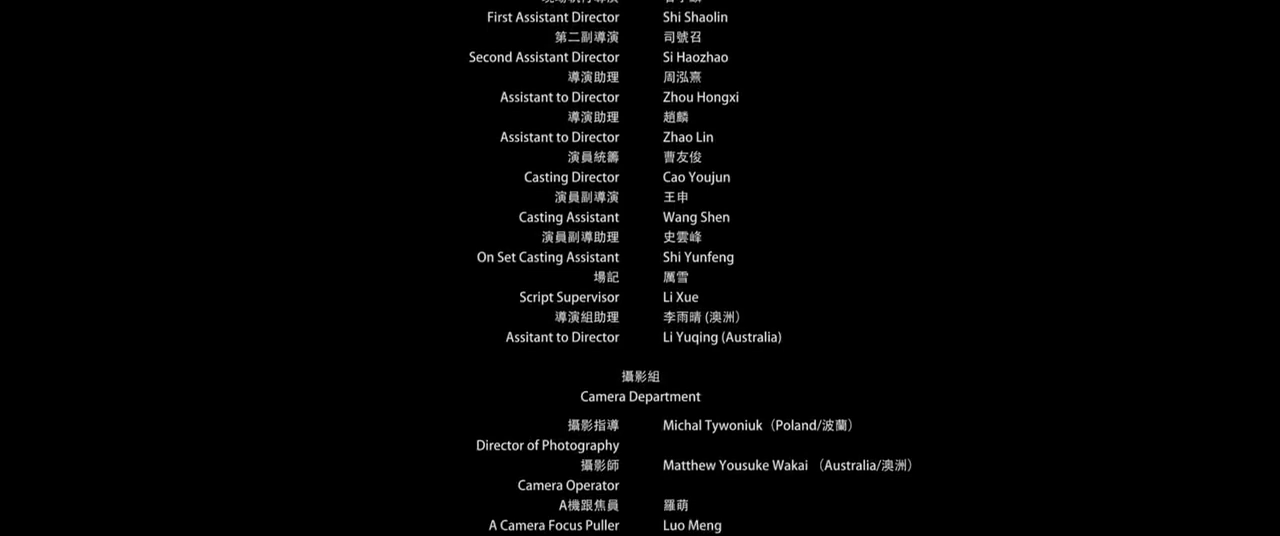 First Assistant Director Shi Shaolin
第二副導演 司號召
Second Assistant Director Si Haozhao
導演助理 周泓熹
Assistant to Director Zhou Hongxi
導演助理 趙麟
Assistant to Director Zhao Lin
演員統籌 曹友俊
Casting Director Cao Youjun
演員副導演 王申
Casting Assistant Wang Shen
演員副導助理 史雲峰
On Set Casting Assistant Shi Yunfeng
場記 厲雪
Script Supervisor Li Xue
導演組助理 李雨晴 (澳洲)
Assitant to Director Li Yuqing (Australia)
攝影組
Camera Department
攝影指導 Michal Tywoniuk（Poland/波蘭）
Director of Photography
攝影師 Matthew Yousuke Wakai （Australia/澳洲）
Camera Operator
A機跟焦員 羅萌
A Camera Focus Puller Luo Meng